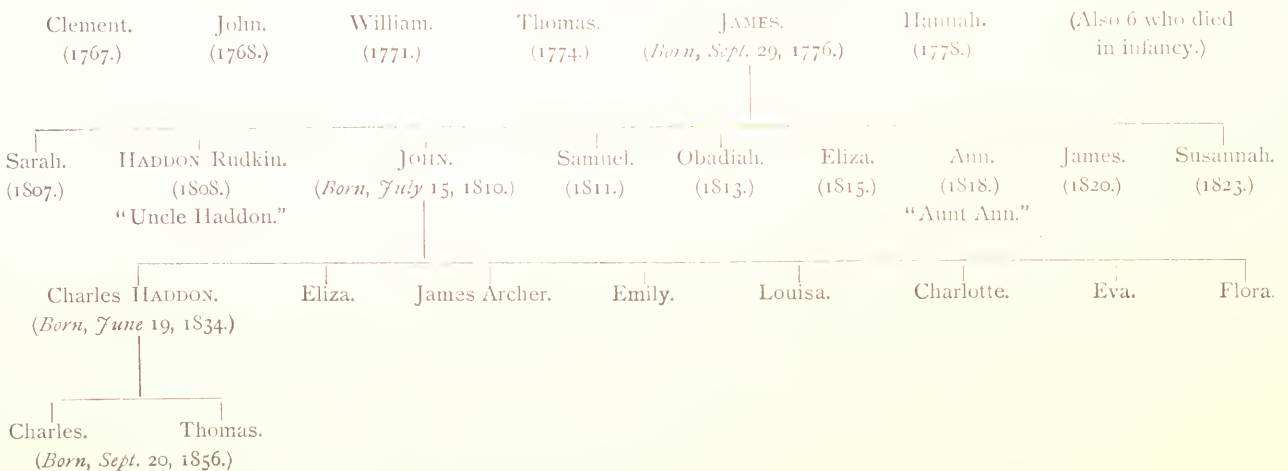 Clement. John. William. Thomas. JAMES. Hannah. (Also 6 who died
(1767.) (1768.) (1771.) (1774.) (Born, Sept. 29, 1776.) (1778.) in infancy.)
Sarah. HADDON Rudkin. JOHN. Samuel. Obadiah. Eliza. Ann. James. Susannah.
(1807.) (1808.) (Born, July 15, 1810.) (1811.) (1813.) (1815.) (1818.) (1820.) (1823.)
"Uncle Haddon." "Aunt Ann."
Charles HADDON. Eliza. James Archer. Emily. Louisa. Charlotte. Eva. Flora.
(Born, June 19, 1834.)
Charles. Thomas.
(Born, Sept. 20, 1856.)